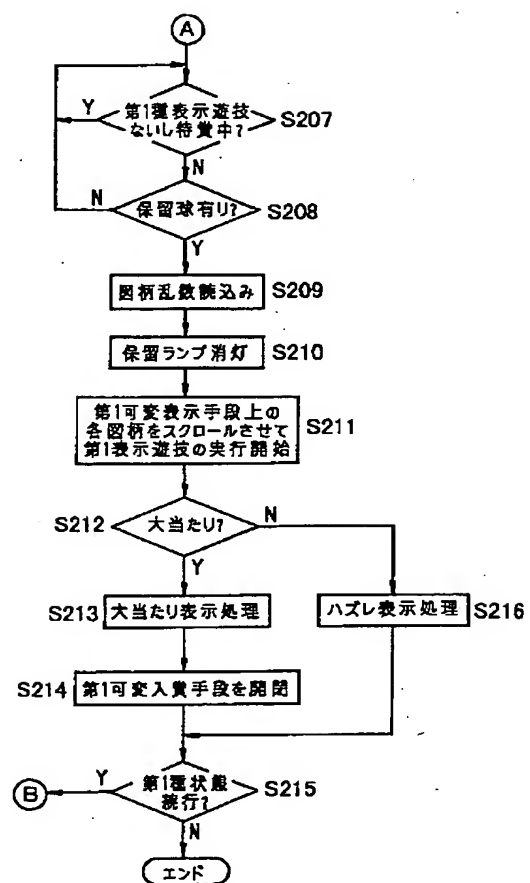 A
第1種表示遊技
ないし特賞中?
Y
S207
N
N
保留球有り?
S208
Y
図柄乱数読込み
S209
保留ランプ消灯
S210
第1可変表示手段上の
各図柄をスクロールさせて
第1表示遊技の実行開始
S211
S212
大当たり?
N
Y
S213
大当たり表示処理
ハズレ表示処理
S216
S214
第1可変入賞手段を開閉
B
Y
第1種状態
続行?
S215
N
エンド